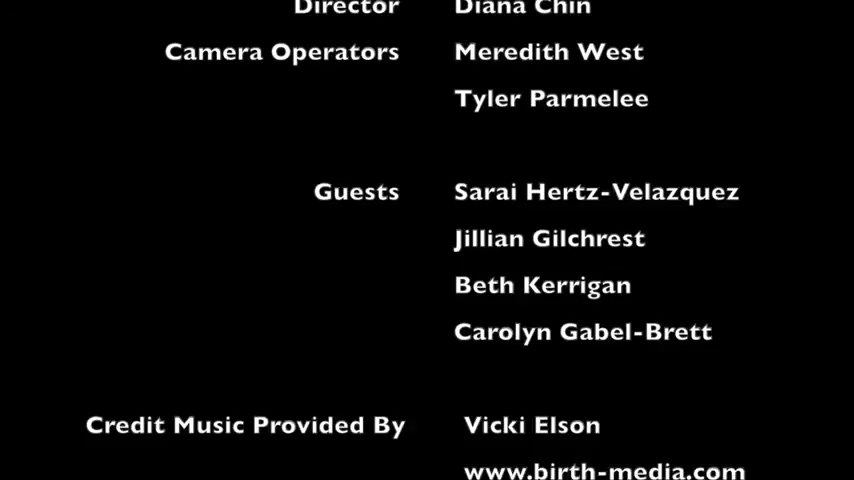 Director Diana Chin
Camera Operators Meredith West
Tyler Parmelee
Guests Sarai Hertz-Velazquez
Jillian Gilchrest
Beth Kerrigan
Carolyn Gabel-Brett
Credit Music Provided By Vicki Elson
www.birth-media.com